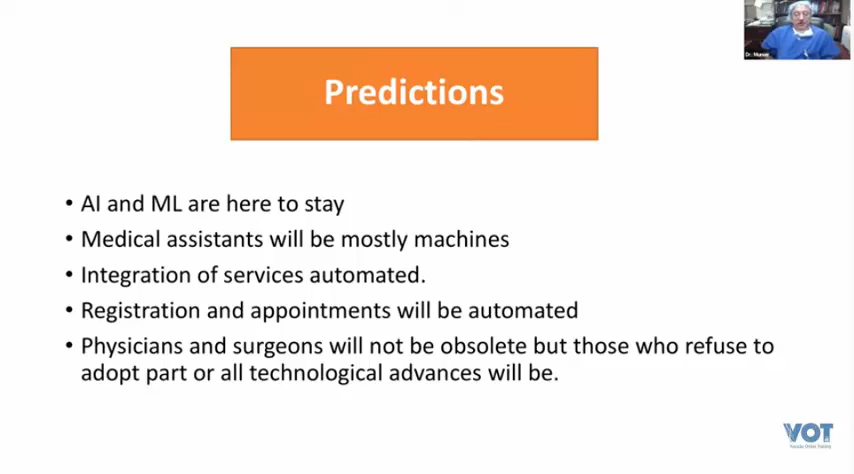 Predictions
• AI and ML are here to stay
• Medical assistants will be mostly machines
• Integration of services automated.
• Registration and appointments will be automated
• Physicians and surgeons will not be obsolete but those who refuse to
adopt part or all technological advances will be.
VOT